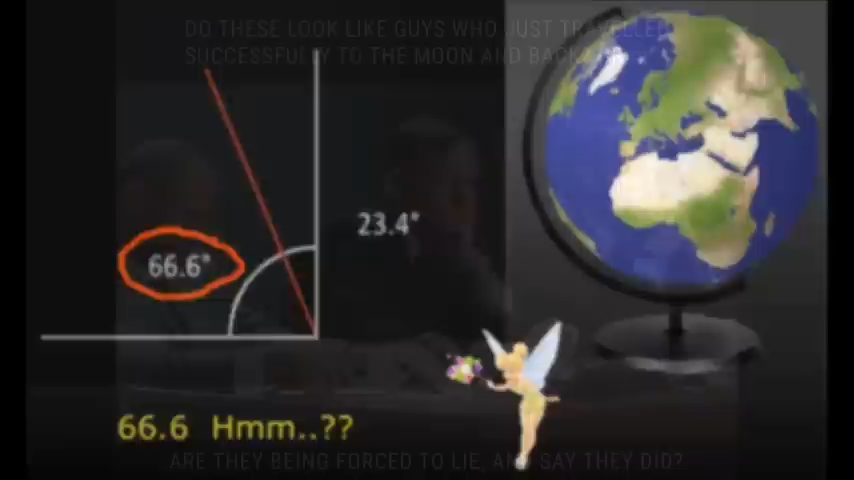 DO THESE LOOK LIKE GUYS WHO JUST TRAVELLED
SUCCESSFULLY TO THE MOON AND BACK
23.4°
66.6°
66.6 Hmm..??
ARE THEY BEING FORCED TO LIE, AND SAY THEY DID?